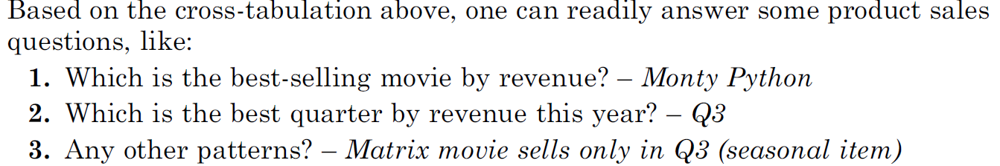 Based on the cross-tabulation above, one can readily answer some product sales
questions, like:
1. Which is the best-selling movie by revenue? – Monty Python
2. Which is the best quarter by revenue this year? – Q3
3. Any other patterns? – Matrix movie sells only in Q3 (seasonal item)